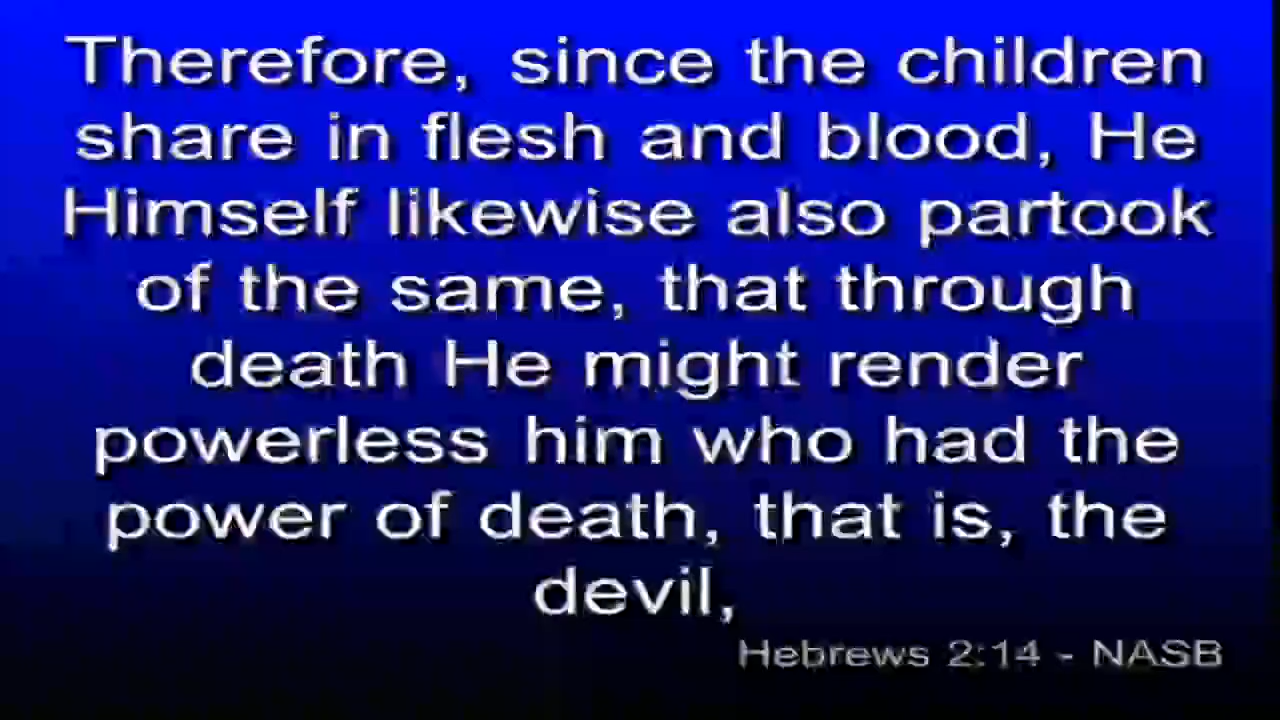 Therefore, since the children
share in flesh and blood, He
Himself likewise also partook
of the same, that through
death He might render
powerless him who had the
power of death, that is, the
devil,
Hebrews 2:14 - NASB